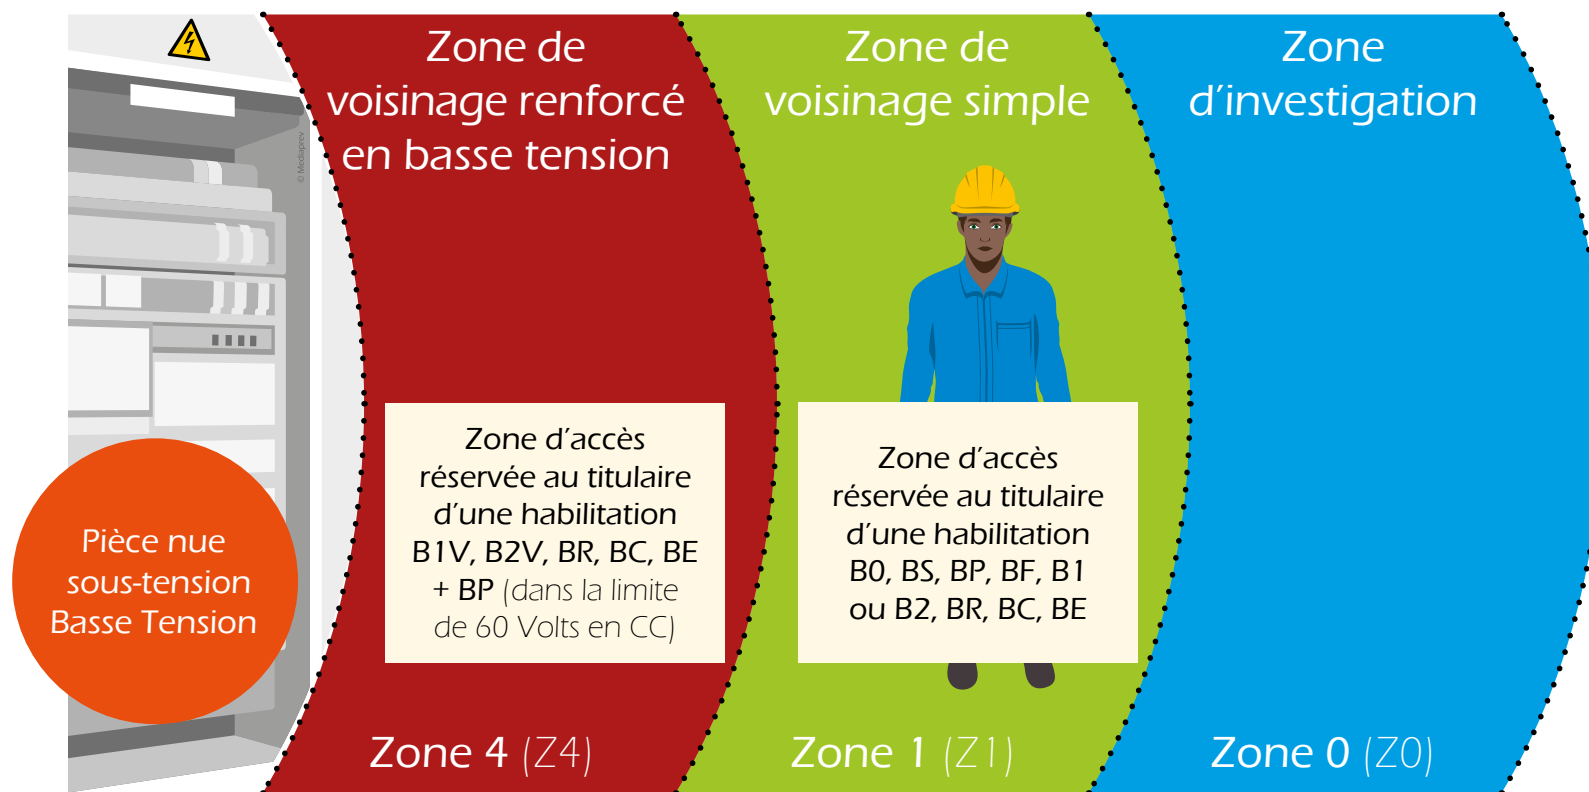 Zone de
voisinage renforcé
en basse tension
Zone de
voisinage simple
Zone
d'investigation
© Mediaprev
Pièce nue
sous-tension
Basse Tension
Zone d'accès
réservée au titulaire
d'une habilitation
B1V, B2V, BR, BC, BE
+ BP (dans la limite
de 60 Volts en CC)
Zone d'accès
réservée au titulaire
d'une habilitation
B0, BS, BP, BF, B1
ou B2, BR, BC, BE
Zone 4 (Z4)
Zone 1 (Z1)
Zone 0 (Z0)